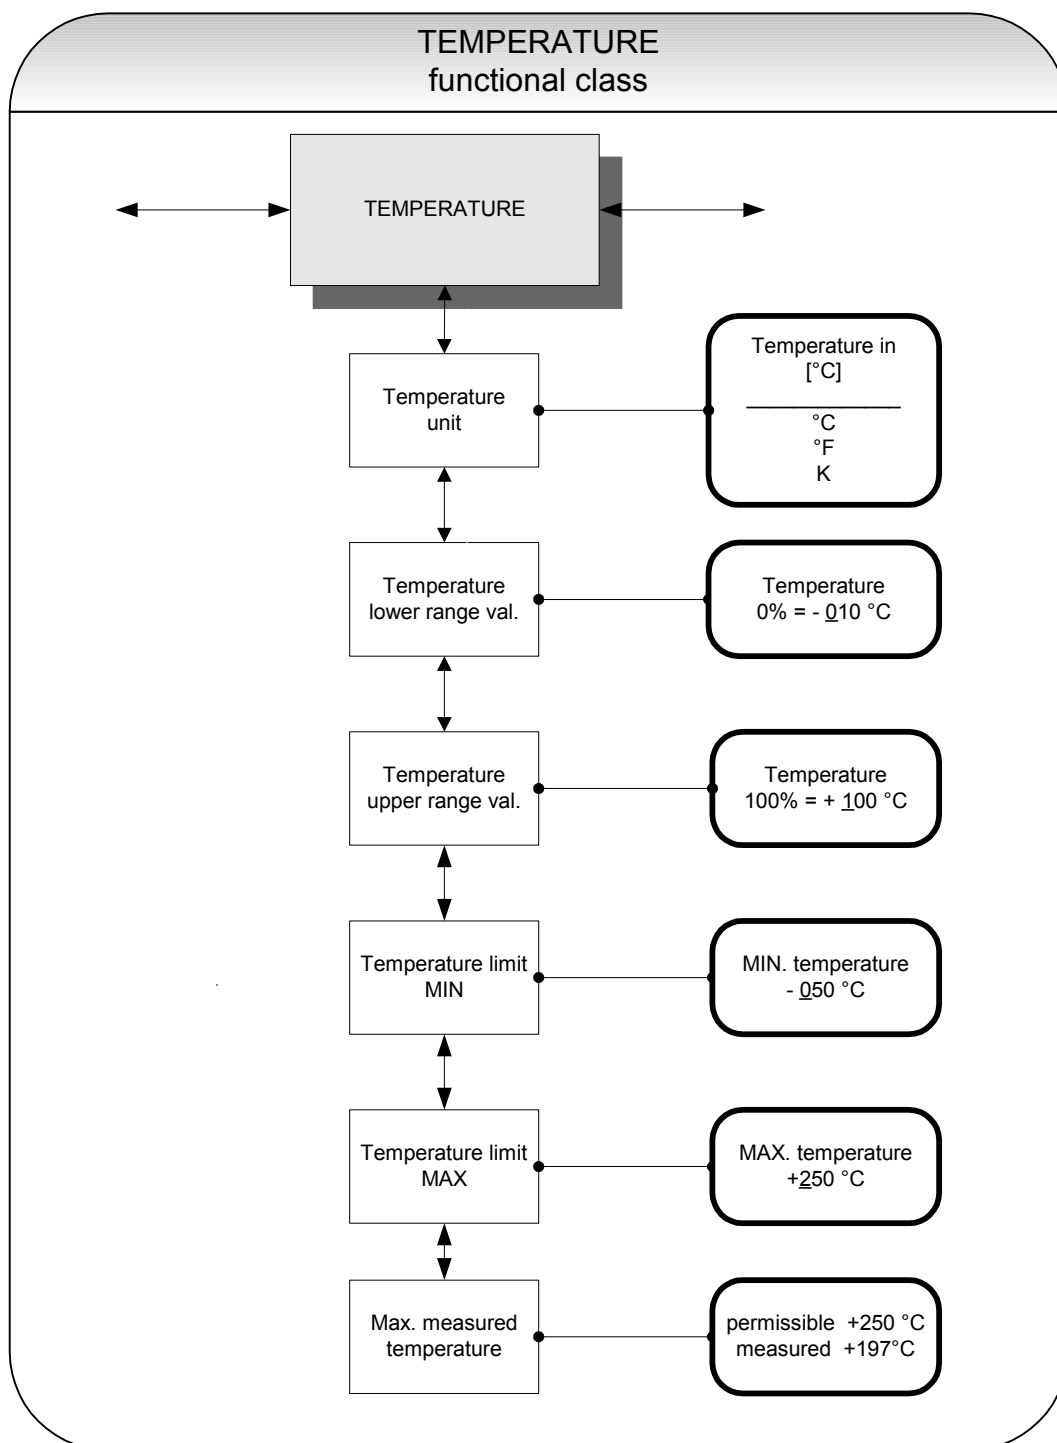 TEMPERATURE
functional class
TEMPERATURE
Temperature
unit
Temperature in
[°C]
°C
°F
K
Temperature
lower range val.
Temperature
0% = - 010 °C
Temperature
upper range val.
Temperature
100% = + 100 °C
Temperature limit
MIN
MIN. temperature
- 050 °C
Temperature limit
MAX
MAX. temperature
+250 °C
Max. measured
temperature
permissible +250 °C
measured +197°C